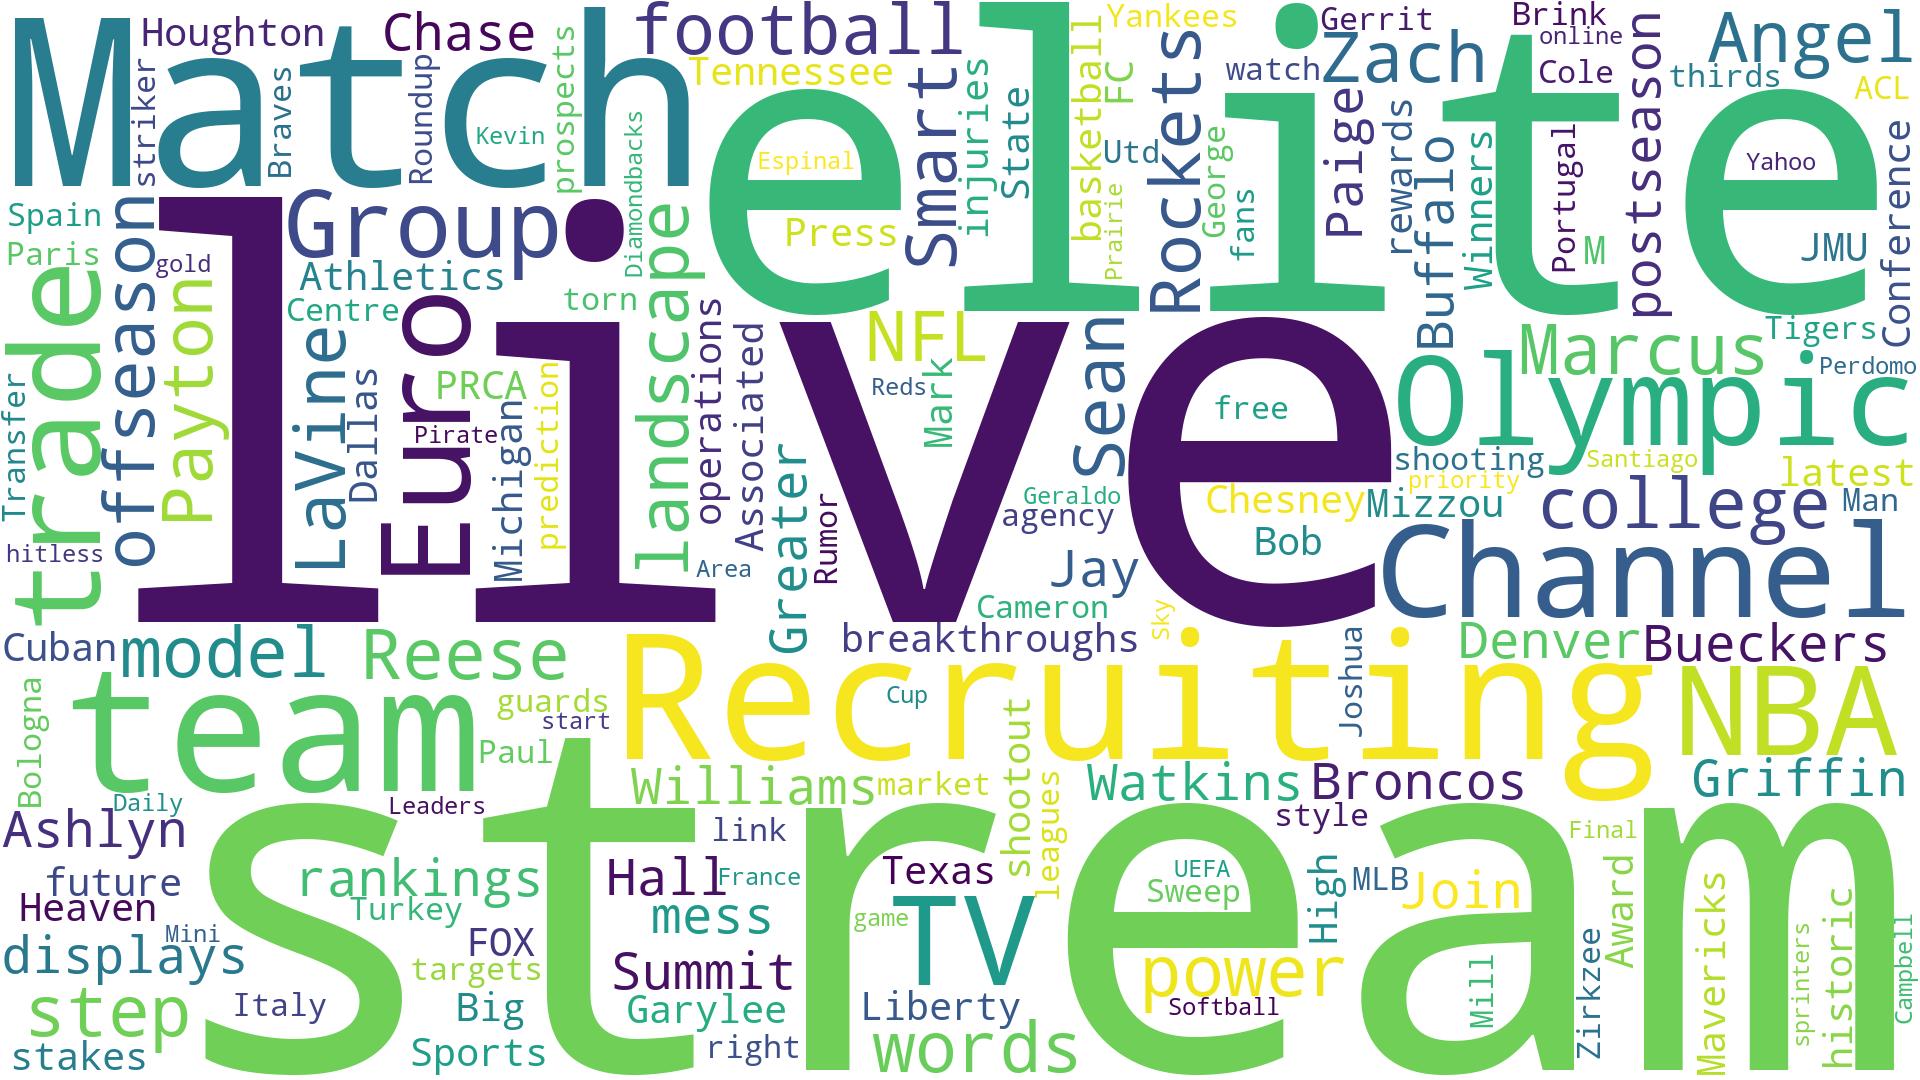 Match
elite
live
stream
Recruiting
Houghton
Chase
football
Yankees
Gerrit
Brink
online
Angel
striker
Braves
Roundup
Kevin
prospects
Tennessee
Espinal
Press
Smart
injuries
State
basketball
FC
Utd
Prairie
Rockets
watch
Zach
George
fans
Paige
rewards
Buffalo
Winners
Cole
Portugal
M
postseason
thirds
Yahoo
ACL
JMU
Conference
Spain
Paris
gold
Group
Athletics
Centre
torn
Diamondbacks
landscape
trade
offseason
Payton
LaVine
Dallas
Euro
PRCA
Pirate
Michigan
prediction
operations
Associated
Greater
Rumor
Area
NFL
Reds
Mark
Sean
free
Geraldo
agency
Chesney
Bob
Jay
Cameron
Sky
breakthroughs
Marcus
Tigers
Perdomo
Olympic
shooting
Santiago
priority
latest
Mizzou
college
Man
Channel
Transfer
hitless
Cuban
model
Reese
Denver
Bueckers
Joshua
Cup
NBA
team
guards
start
Paul
Bologna
Daily
Leaders
Williams
market
shootout
leagues
Watkins
Broncos
Griffin
style
Final
Ashlyn
link
future
rankings
Hall
France
Texas
UEFA
Sweep
High
MLB
Join
Award
Heaven
Turkey
mess
game
TV
Mini
FOX
displays
targets
Summit
power
Softball
Mill
Zirkzee
Mavericks
sprinters
historic
Campbell
step
Italy
Big
Garylee
Liberty
stakes
Sports
right
words